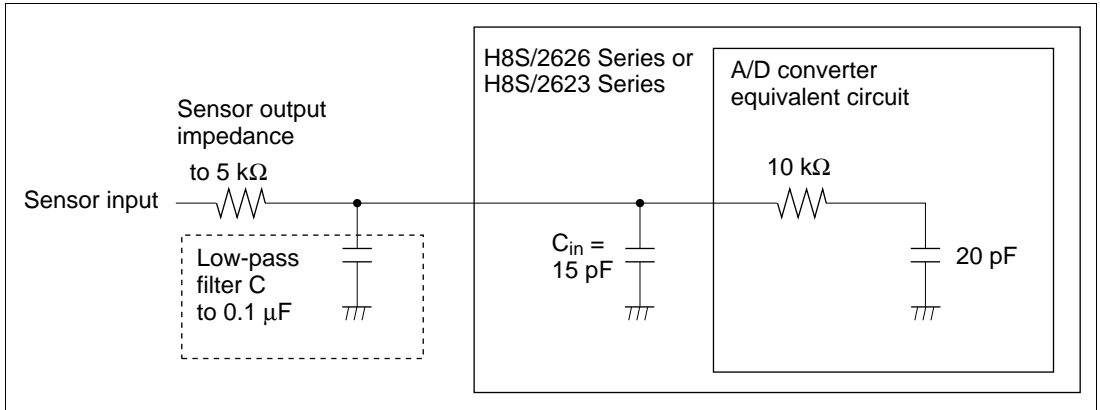 H8S/2626 Series or
H8S/2623 Series
A/D converter
equivalent circuit
Sensor output
impedance
to 5 kΩ
10 kΩ
Sensor input
Low-pass
filter C
to 0.1 μF
Cin =
15 pF
20 pF